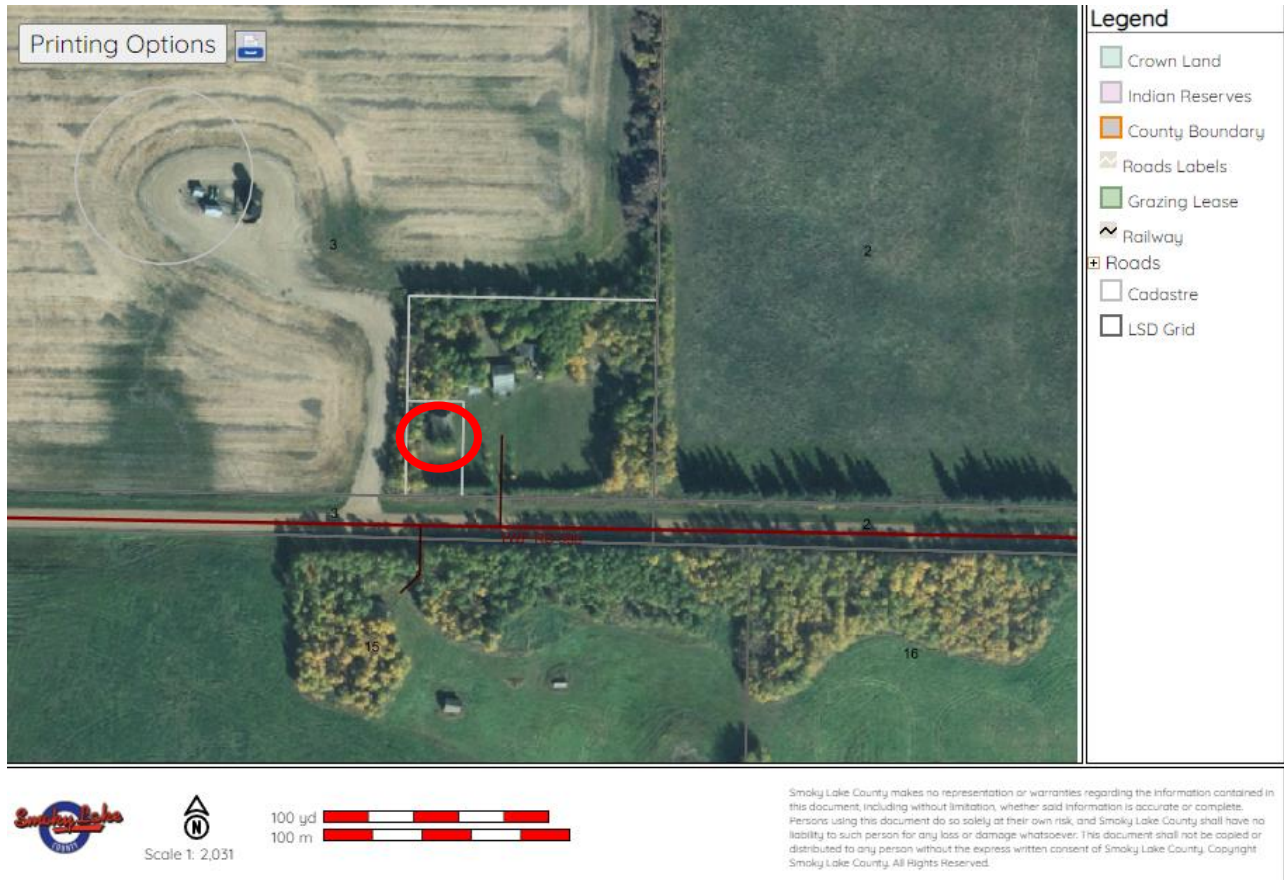 Printing Options
3
2
3
2
15
16
Legend
Crown Land
Indian Reserves
County Boundary
Roads Labels
Grazing Lease
Railway
Roads
Cadastre
LSD Grid
Smoky Lake
COUNTY
N
Scale 1: 2,031
100 yd
100 m
Smoky Lake County makes no representation or warranties regarding the information contained in
this document, including without limitation, whether said information is accurate or complete.
Persons using this document do so solely at their own risk, and Smoky Lake County shall have no
liability to such person for any loss or damage whatsoever. This document shall not be copied or
distributed to any person without the express written consent of Smoky Lake County. Copyright
Smoky Lake County. All Rights Reserved.